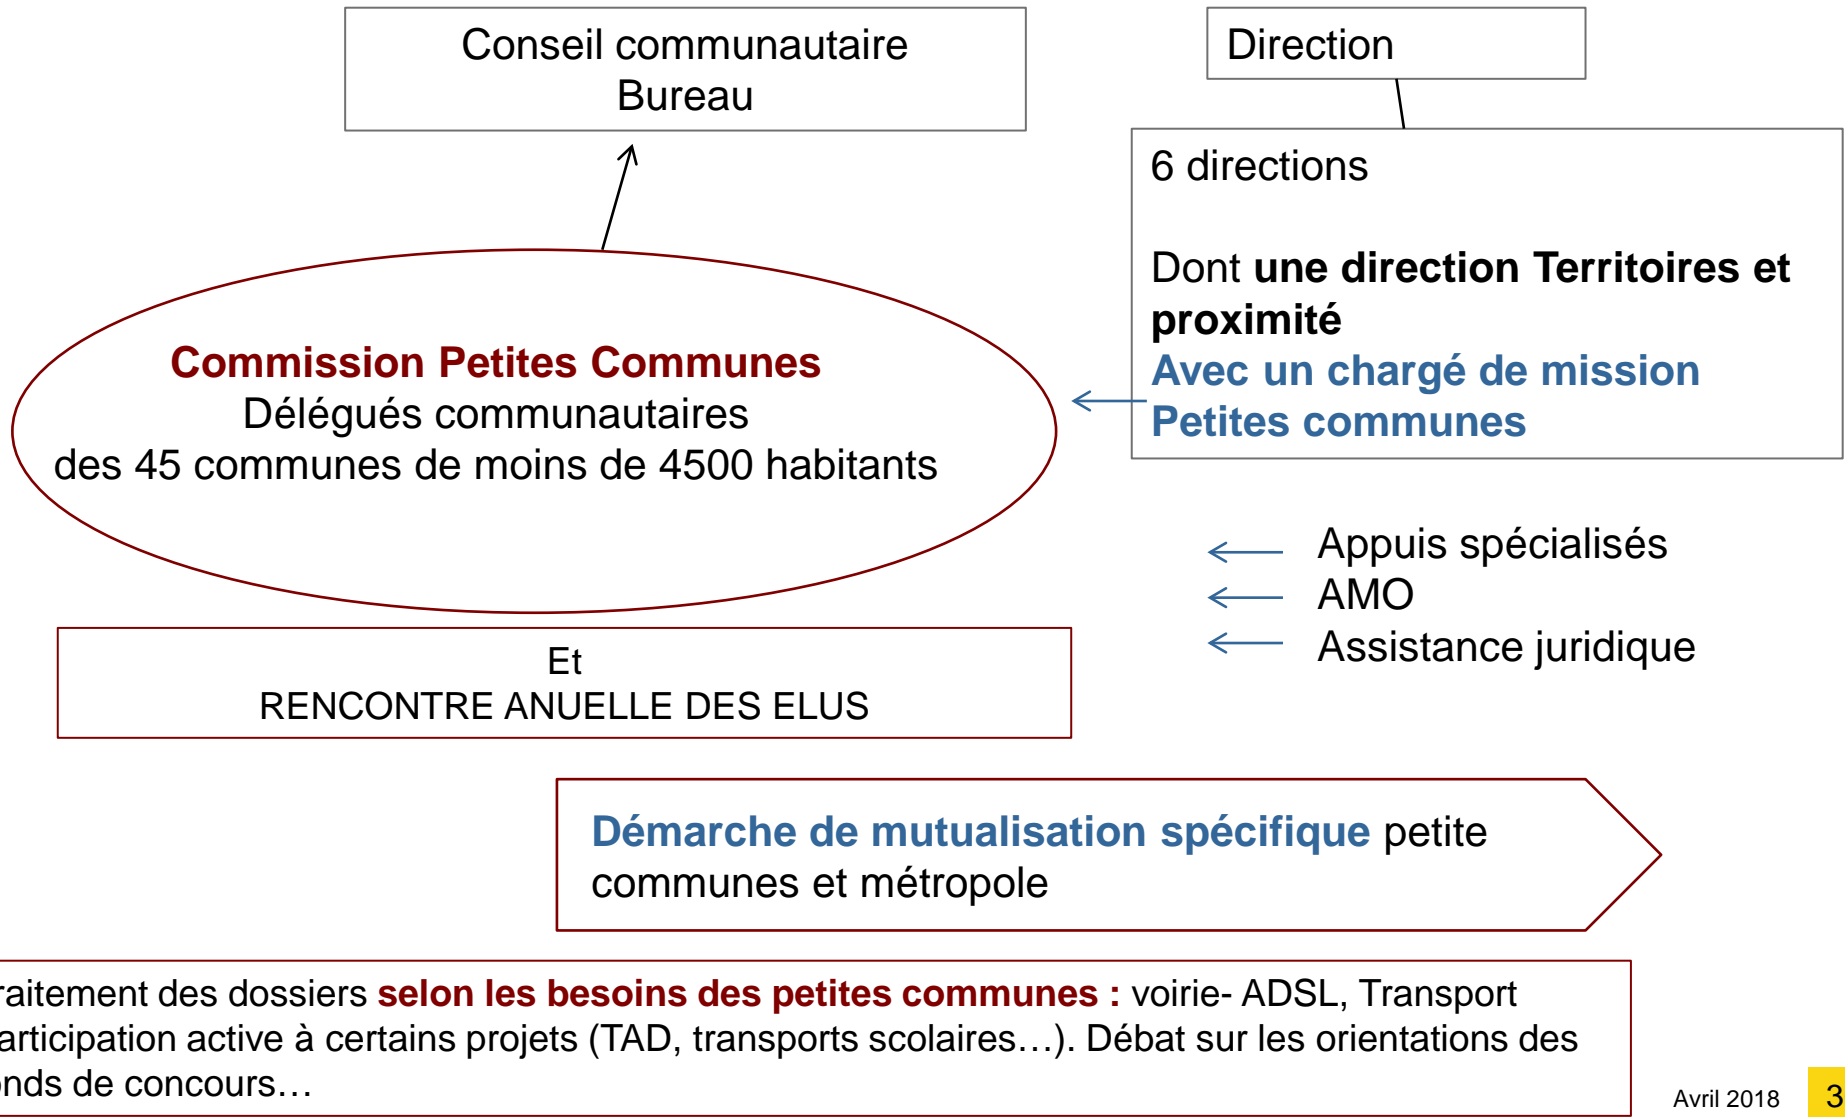 Conseil communautaire
Bureau
Direction
6 directions
Dont une direction Territoires et
proximité
Avec un chargé de mission
Petites communes
Commission Petites Communes
Délégués communautaires
des 45 communes de moins de 4500 habitants
Appuis spécialisés
AMO
Assistance juridique
Et
RENCONTRE ANUELLE DES ELUS
Démarche de mutualisation spécifique petite
communes et métropole
raitement des dossiers selon les besoins des petites communes : voirie- ADSL, Transport
articipation active à certains projets (TAD, transports scolaires…). Débat sur les orientations des
onds de concours…
Avril 2018
3